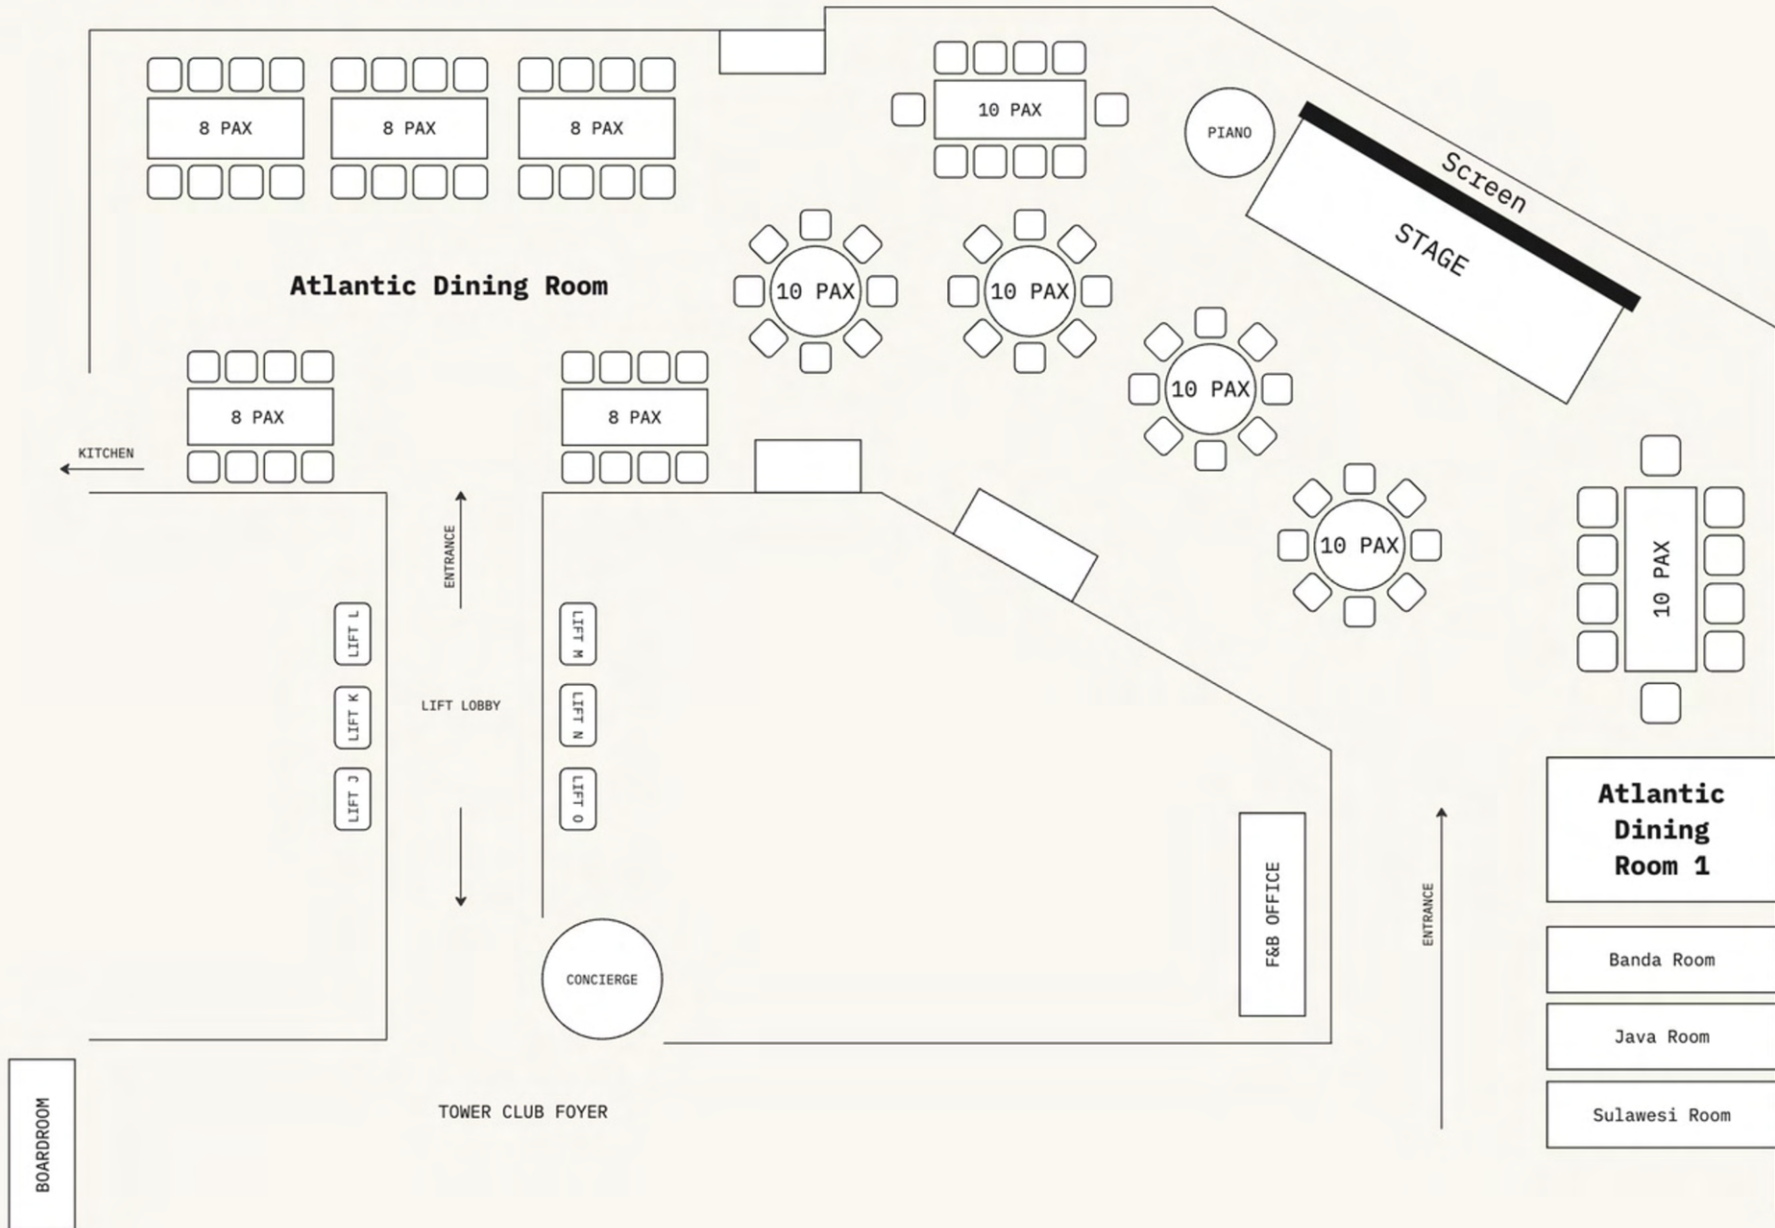 8 PAX
8 PAX
8 PAX
10 PAX
PIANO
Screen
STAGE
Atlantic Dining Room
10 PAX
10 PAX
10 PAX
10 PAX
8 PAX
8 PAX
KITCHEN
ENTRANCE
10 PAX
LIFT L
LIFT M
LIFT K
LIFT LOBBY
LIFT N
LIFT J
LIFT O
Atlantic
Dining
Room 1
F&B OFFICE
ENTRANCE
CONCIERGE
Banda Room
Java Room
Sulawesi Room
TOWER CLUB FOYER
BOARDROOM